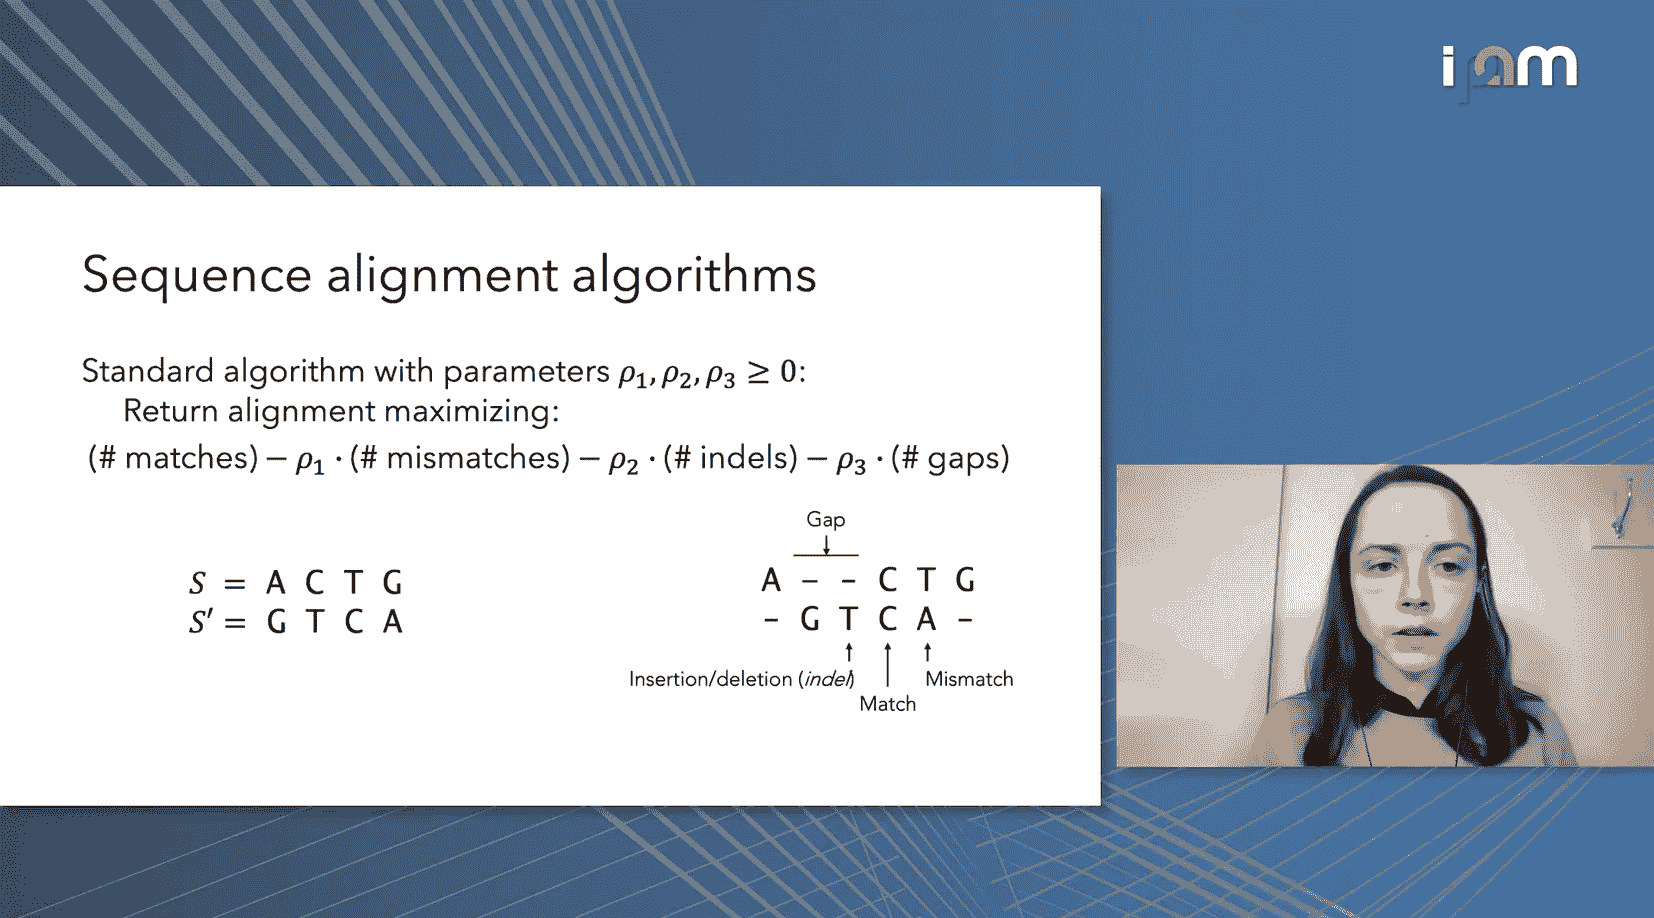 ipam
Sequence alignment algorithms
Standard algorithm with parameters ρ₁, ρ₂, ρ₃ ≥ 0:
Return alignment maximizing:
(# matches) − ρ₁ · (# mismatches) − ρ₂ · (# indels) − ρ₃ · (# gaps)
S = A C T G
S′ = G T C A
Gap
A – – C T G
– G T C A –
Insertion/deletion (indel)
Mismatch
Match